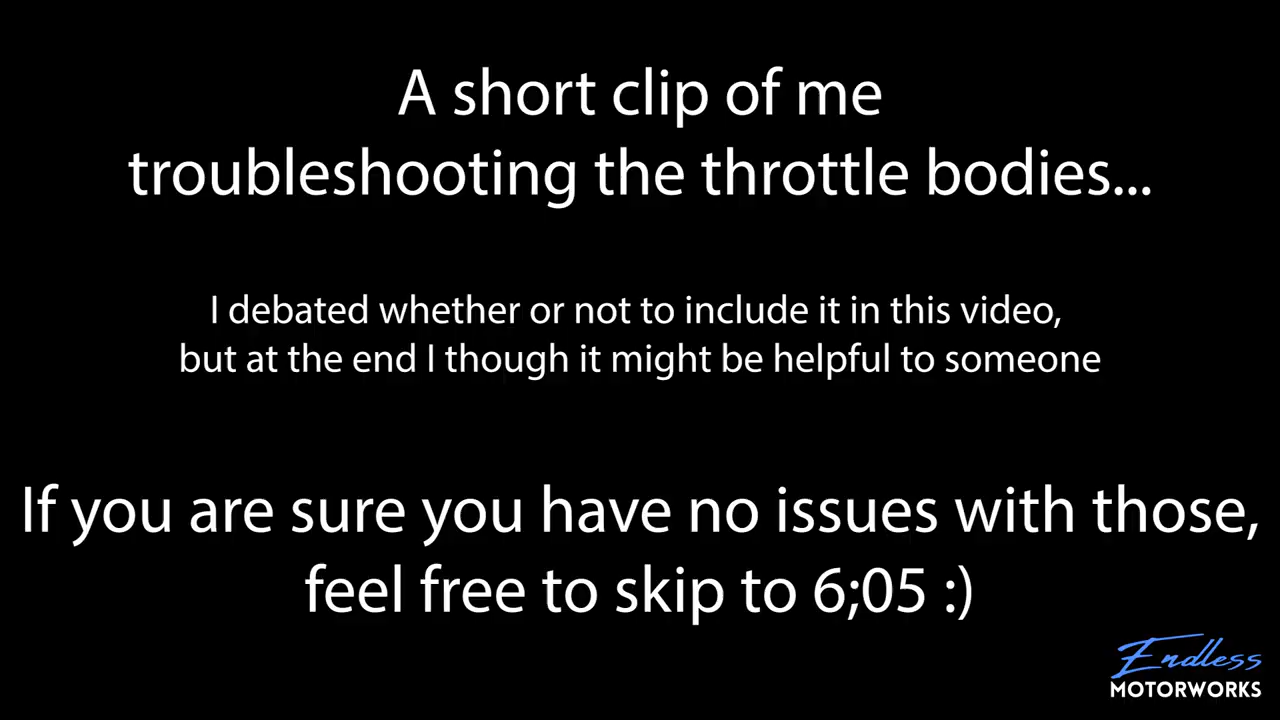 A short clip of me
troubleshooting the throttle bodies...
I debated whether or not to include it in this video,
but at the end I though it might be helpful to someone
If you are sure you have no issues with those,
feel free to skip to 6;05 :)
Endless
MOTORWORKS